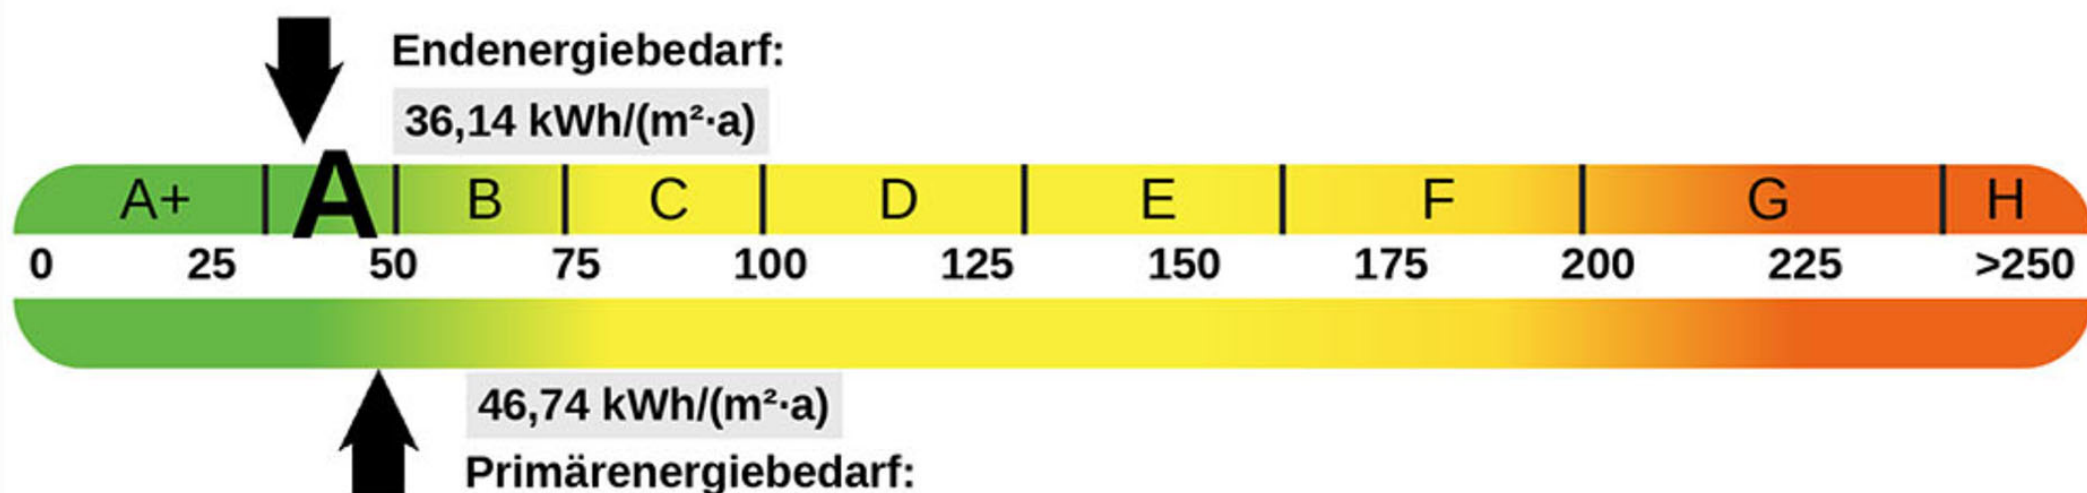 Endenergiebedarf:
36,14 kWh/(m²·a)
A+ A B C D E F G H
0 25 50 75 100 125 150 175 200 225 >250
46,74 kWh/(m²·a)
Primärenergiebedarf: